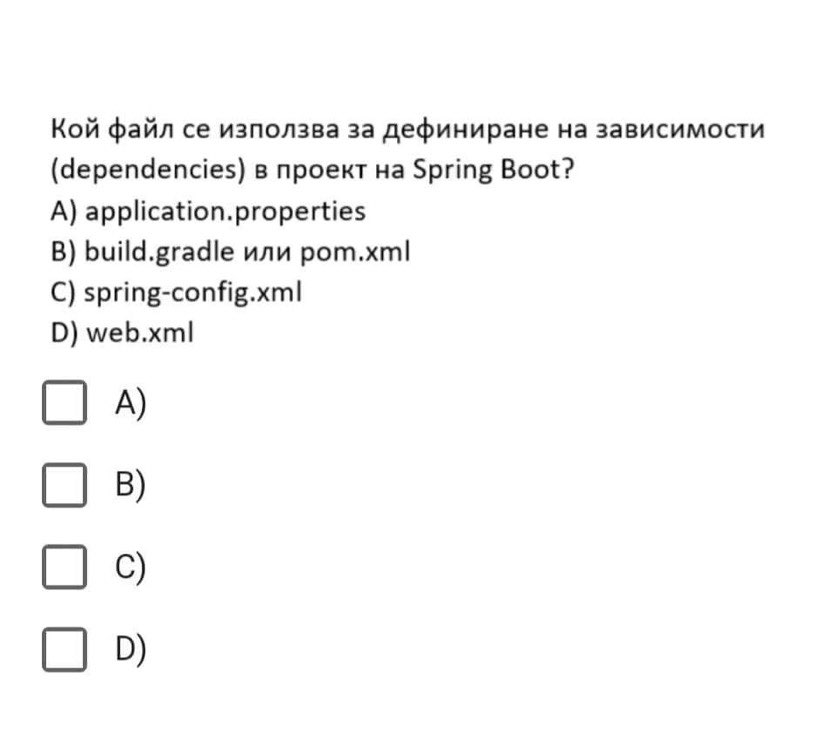 Кой файл се използва за дефиниране на зависимости
(dependencies) в проект на Spring Boot?
A) application.properties
B) build.gradle или pom.xml
C) spring-config.xml
D) web.xml
A)
B)
C)
D)